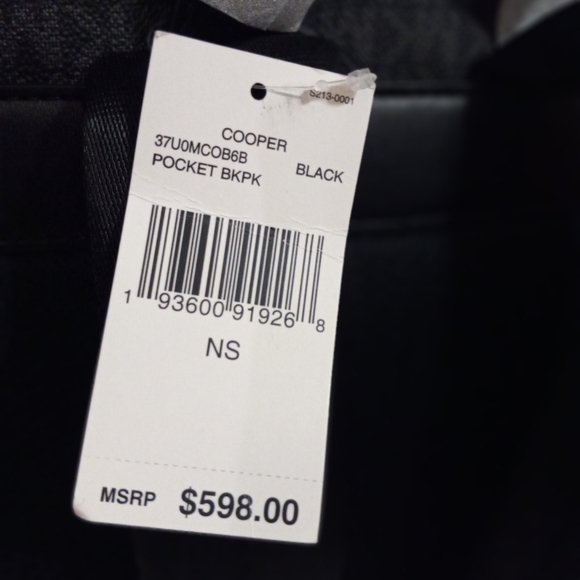 S213-0001
COOPER
37U0MCOB6B
POCKET BKPK BLACK
1 93600 91926 8
NS
MSRP $598.00